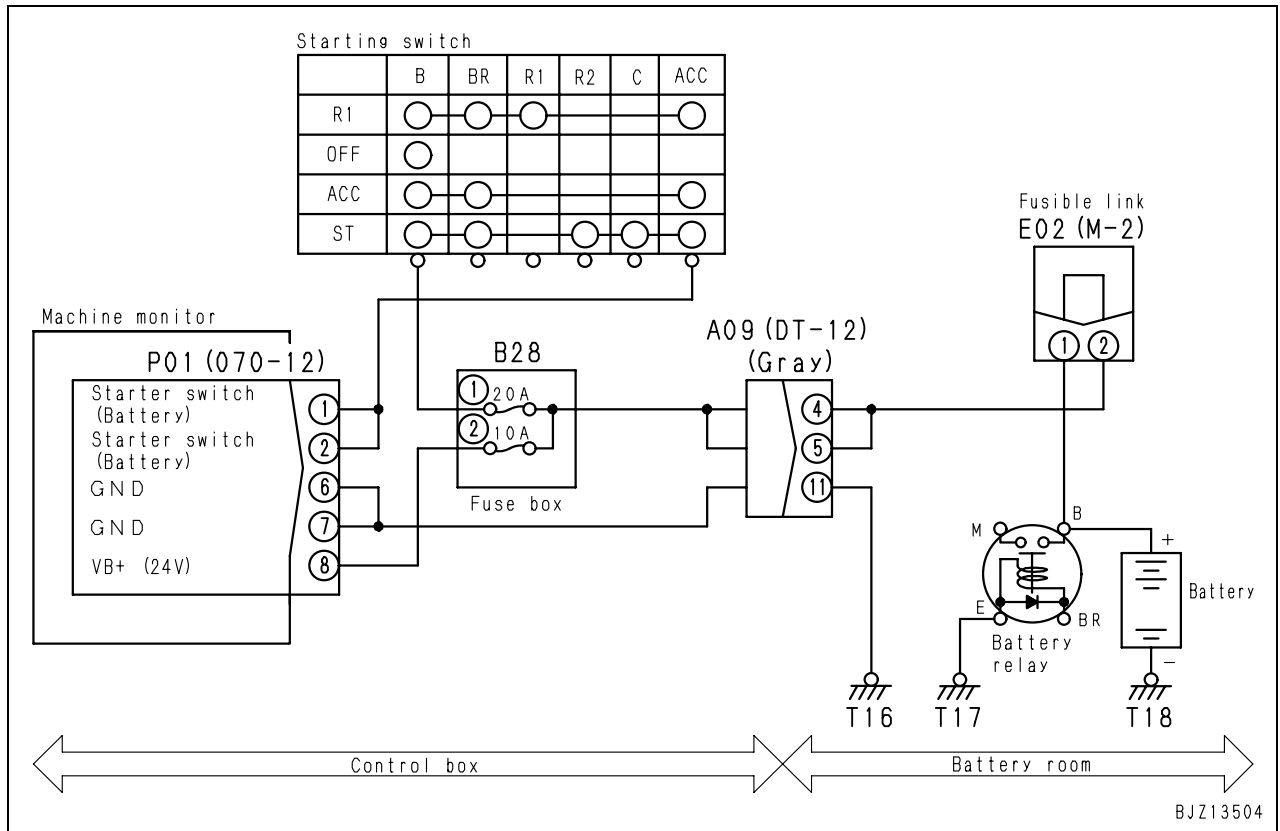 Starting switch
B BR R1 R2 C ACC
R1
OFF
ACC
ST
Fusible link
E02 (M-2)
1 2
Machine monitor
P01 (070-12)
Starter switch
(Battery)
1
Starter switch
(Battery)
2
GND
6
GND
7
VB+ (24V)
8
B28
1 20A
2 10A
Fuse box
A09 (DT-12)
(Gray)
4
5
11
M
B
E
BR
Battery
relay
+
Battery
−
T16
T17
T18
Control box
Battery room
BJZ13504